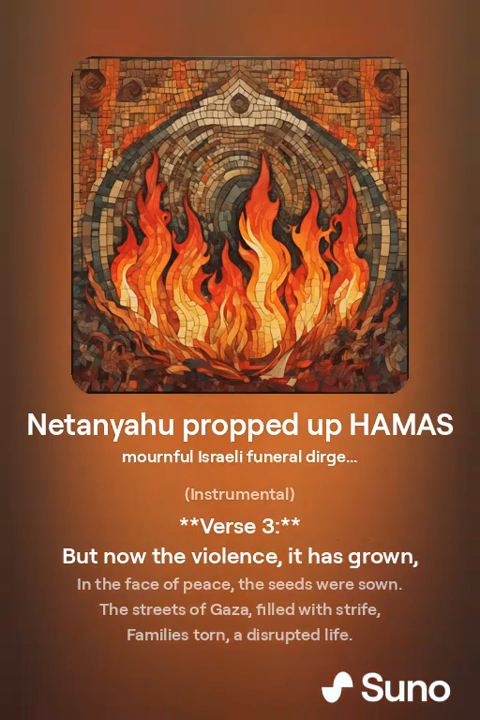 Netanyahu propped up HAMAS
mournful Israeli funeral dirge...
(Instrumental)
**Verse 3:**
But now the violence, it has grown,
In the face of peace, the seeds were sown.
The streets of Gaza, filled with strife,
Families torn, a disrupted life.
Suno